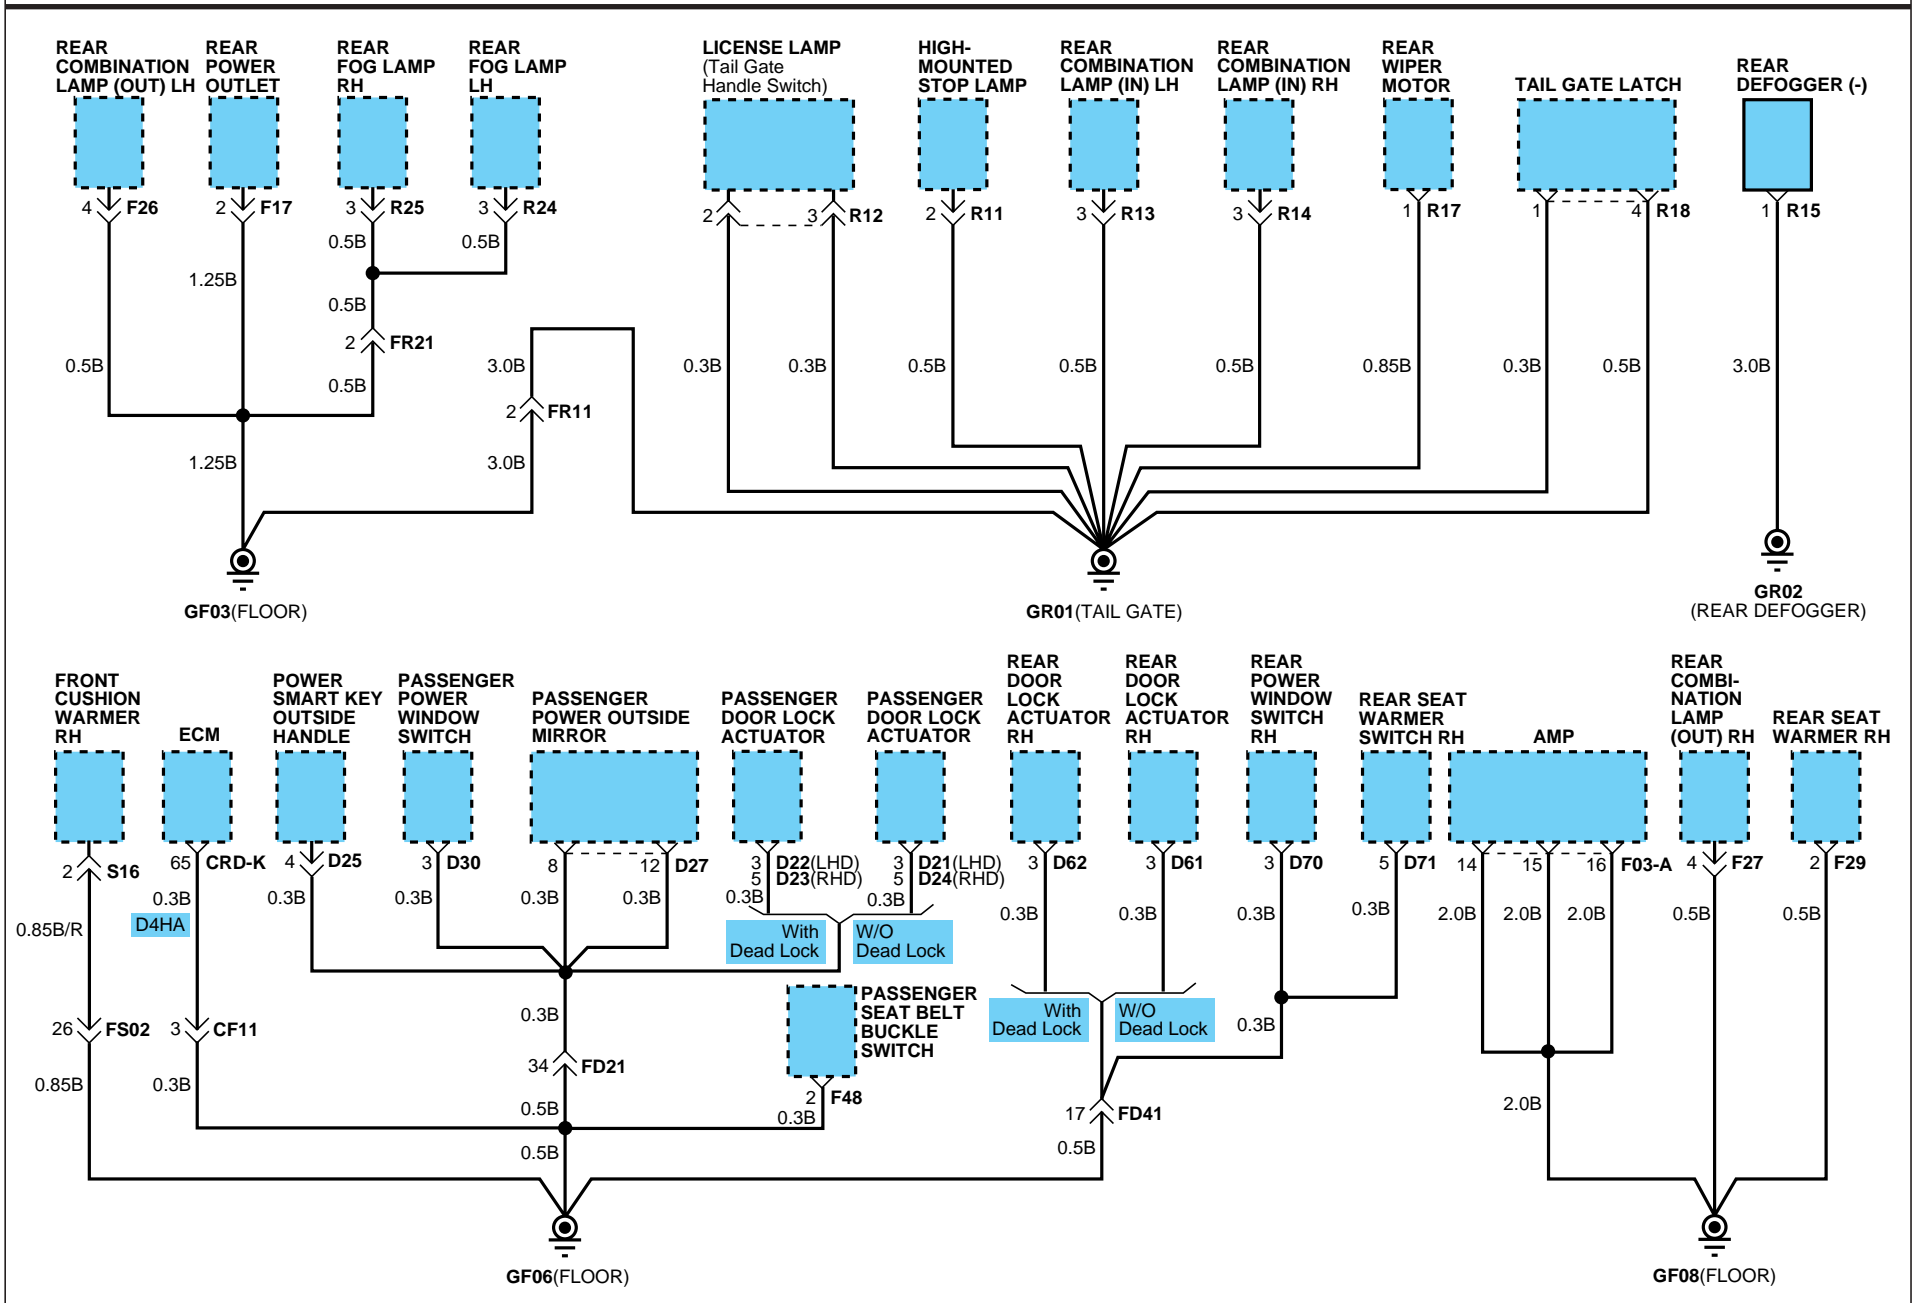 REAR
COMBINATION
LAMP (OUT) LH
REAR
POWER
OUTLET
REAR
FOG LAMP
RH
REAR
FOG LAMP
LH
LICENSE LAMP
(Tail Gate
Handle Switch)
HIGH-
MOUNTED
STOP LAMP
REAR
COMBINATION
LAMP (IN) LH
REAR
COMBINATION
LAMP (IN) RH
REAR
WIPER
MOTOR
TAIL GATE LATCH
REAR
DEFOGGER (-)
4 F26
2 F17
3 R25
3 R24
2
3 R12
2 R11
3 R13
3 R14
1 R17
1
4 R18
1 R15
0.5B
0.5B
1.25B
0.5B
2 FR21
0.5B
0.5B
3.0B
2 FR11
3.0B
1.25B
0.3B
0.3B
0.5B
0.5B
0.5B
0.85B
0.3B
0.5B
3.0B
GF03(FLOOR)
GR01(TAIL GATE)
GR02
(REAR DEFOGGER)
FRONT
CUSHION
WARMER
RH
ECM
POWER
SMART KEY
OUTSIDE
HANDLE
PASSENGER
POWER
WINDOW
SWITCH
PASSENGER
POWER OUTSIDE
MIRROR
PASSENGER
DOOR LOCK
ACTUATOR
PASSENGER
DOOR LOCK
ACTUATOR
REAR
DOOR
LOCK
ACTUATOR
RH
REAR
DOOR
LOCK
ACTUATOR
RH
REAR
POWER
WINDOW
SWITCH
RH
REAR SEAT
WARMER
SWITCH RH
AMP
REAR
COMBI-
NATION
LAMP
(OUT) RH
REAR SEAT
WARMER RH
2 S16
65 CRD-K
4 D25
3 D30
8
12 D27
3 D22(LHD)
5 D23(RHD)
3 D21(LHD)
5 D24(RHD)
3 D62
3 D61
3 D70
5 D71
14
15
16 F03-A
4 F27
2 F29
0.85B/R
0.3B
D4HA
0.3B
0.3B
0.3B
0.3B
0.3B
0.3B
With
Dead Lock
W/O
Dead Lock
0.3B
0.3B
0.3B
0.3B
2.0B
2.0B
2.0B
0.5B
0.5B
PASSENGER
SEAT BELT
BUCKLE
SWITCH
With
Dead Lock
W/O
Dead Lock
0.3B
26 FS02
3 CF11
0.3B
34 FD21
0.85B
0.3B
0.5B
2 F48
0.3B
17 FD41
0.5B
2.0B
0.5B
GF06(FLOOR)
GF08(FLOOR)